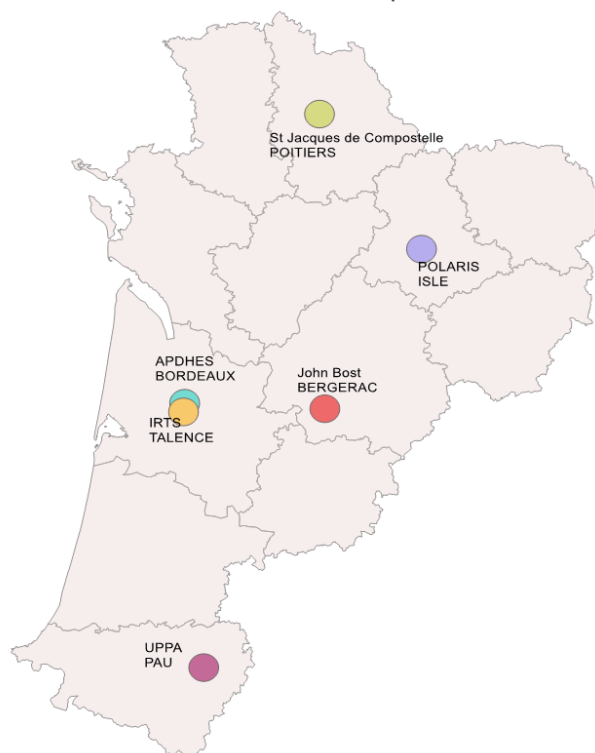 St Jacques de Compostelle
POITIERS
POLARIS
ISLE
APDHES
BORDEAUX
John Bost
BERGERAC
IRTS
TALENCE
UPPA
PAU